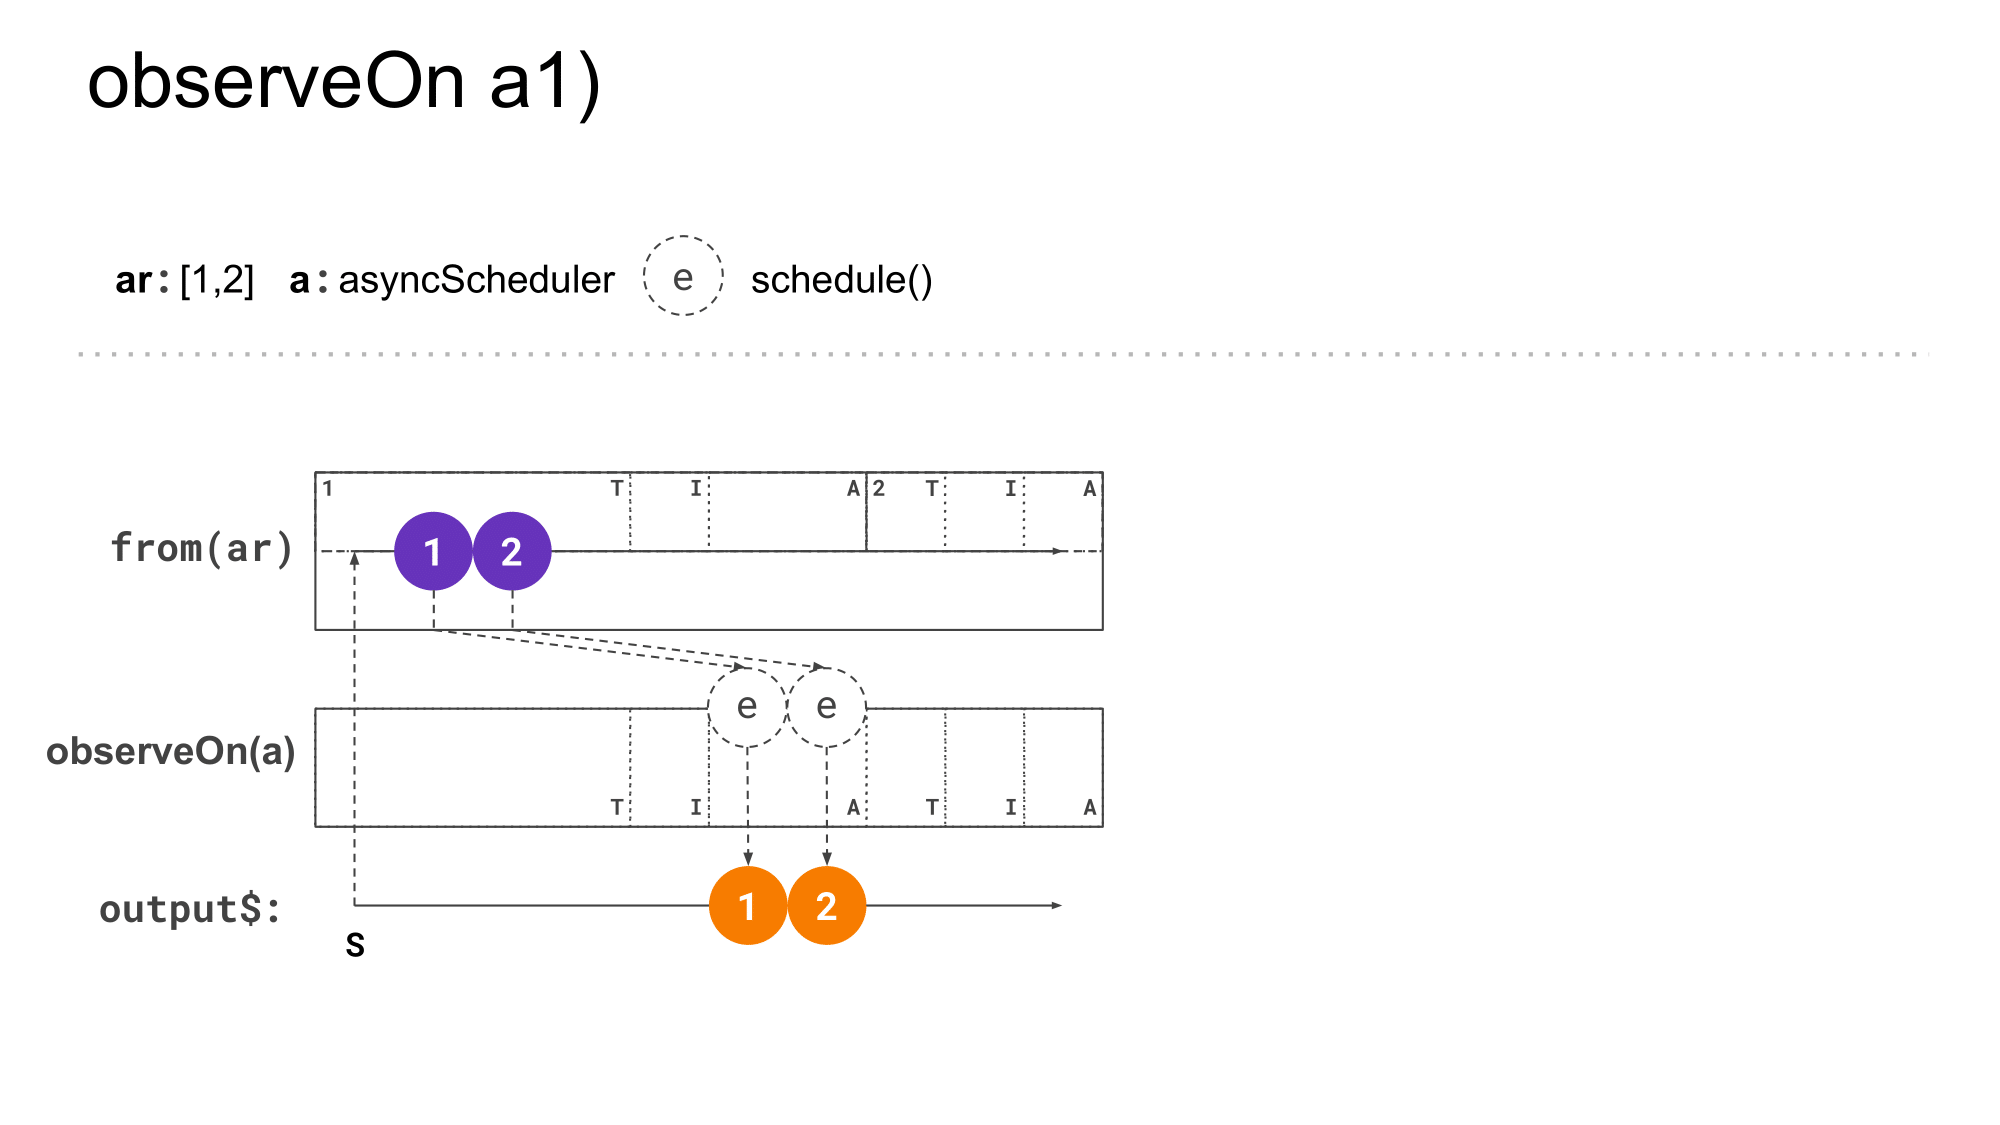 observeOn a1)
ar: [1,2] a: asyncScheduler e schedule()
1 T I A 2 T I A
from(ar) 1 2
e e
observeOn(a)
T I A T I A
output$: 1 2
S